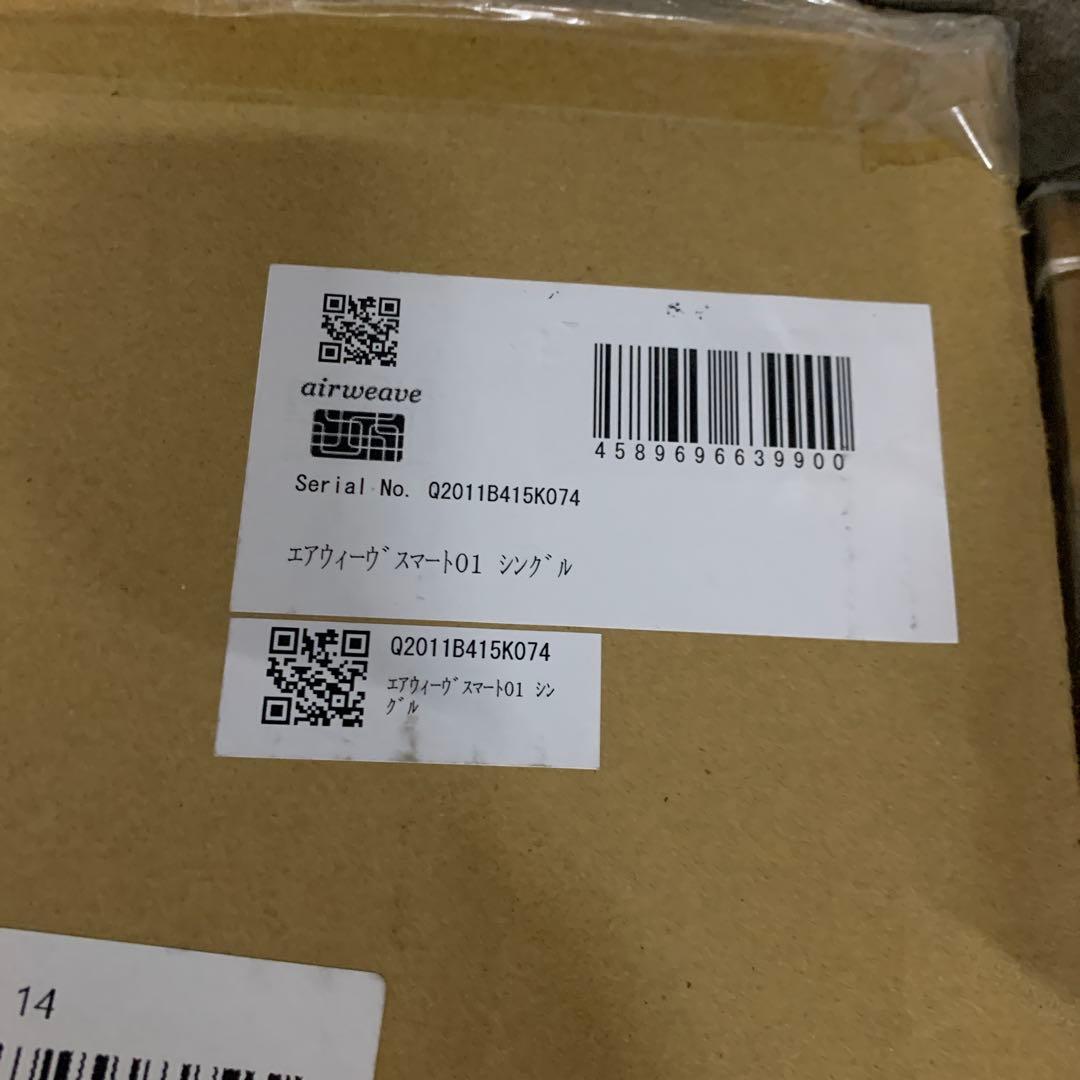 airweave
4589696639900
Serial No. Q2011B415K074
ｴｱｳｨｰｳﾞｽﾏｰﾄ01 ｼﾝｸﾞﾙ
Q2011B415K074
ｴｱｳｨｰｳﾞｽﾏｰﾄ01 ｼﾝ
ｸﾞﾙ
14